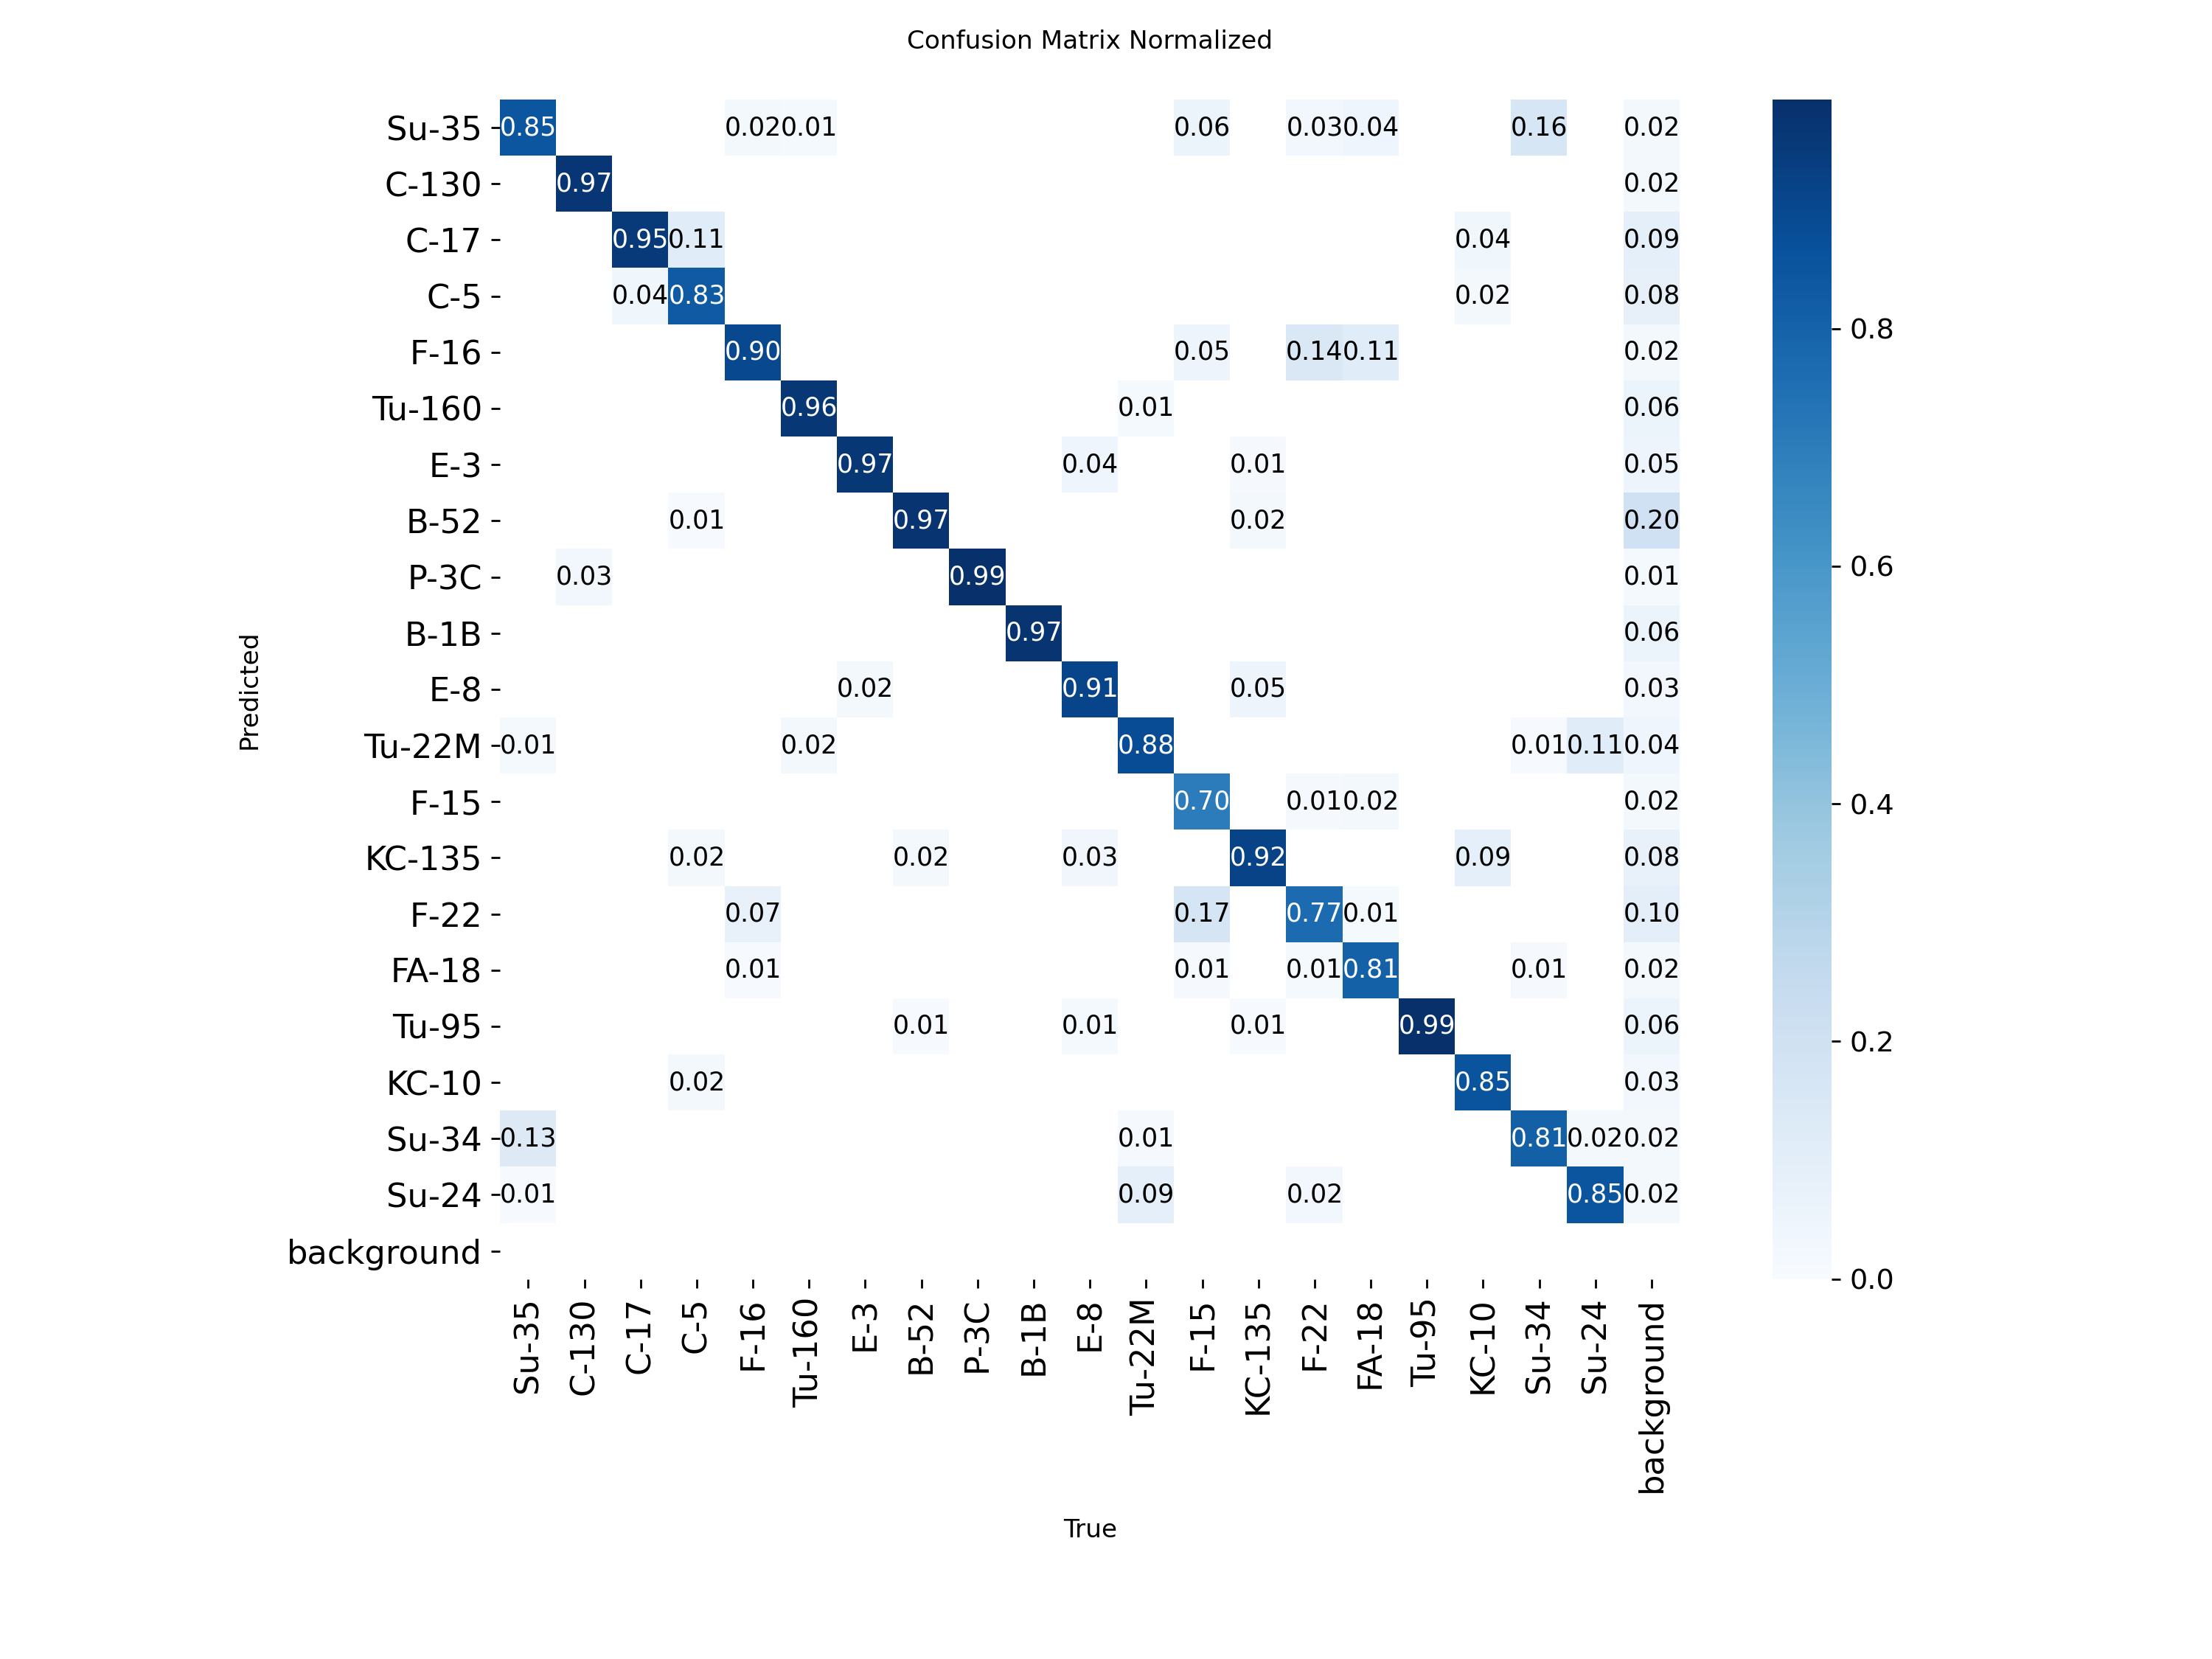 Confusion Matrix Normalized
Su-35 0.85 0.02 0.01 0.06 0.03 0.04 0.16 0.02
C-130 0.97 0.02
C-17 0.95 0.11 0.04 0.09
C-5 0.04 0.83 0.02 0.08
F-16 0.90 0.05 0.14 0.11 0.02
Tu-160 0.96 0.01 0.06
E-3 0.97 0.04 0.01 0.05
B-52 0.01 0.97 0.02 0.20
P-3C 0.03 0.99 0.01
B-1B 0.97 0.06
E-8 0.02 0.91 0.05 0.03
Tu-22M 0.01 0.02 0.88 0.01 0.11 0.04
F-15 0.70 0.01 0.02 0.02
KC-135 0.02 0.02 0.03 0.92 0.09 0.08
F-22 0.07 0.17 0.77 0.01 0.10
FA-18 0.01 0.01 0.01 0.81 0.01 0.02
Tu-95 0.01 0.01 0.01 0.99 0.06
KC-10 0.02 0.85 0.03
Su-34 0.13 0.01 0.81 0.02 0.02
Su-24 0.01 0.09 0.02 0.85 0.02
background
Predicted
Su-35 C-130 C-17 C-5 F-16 Tu-160 E-3 B-52 P-3C B-1B E-8 Tu-22M F-15 KC-135 F-22 FA-18 Tu-95 KC-10 Su-34 Su-24 background
True
0.8
0.6
0.4
0.2
0.0